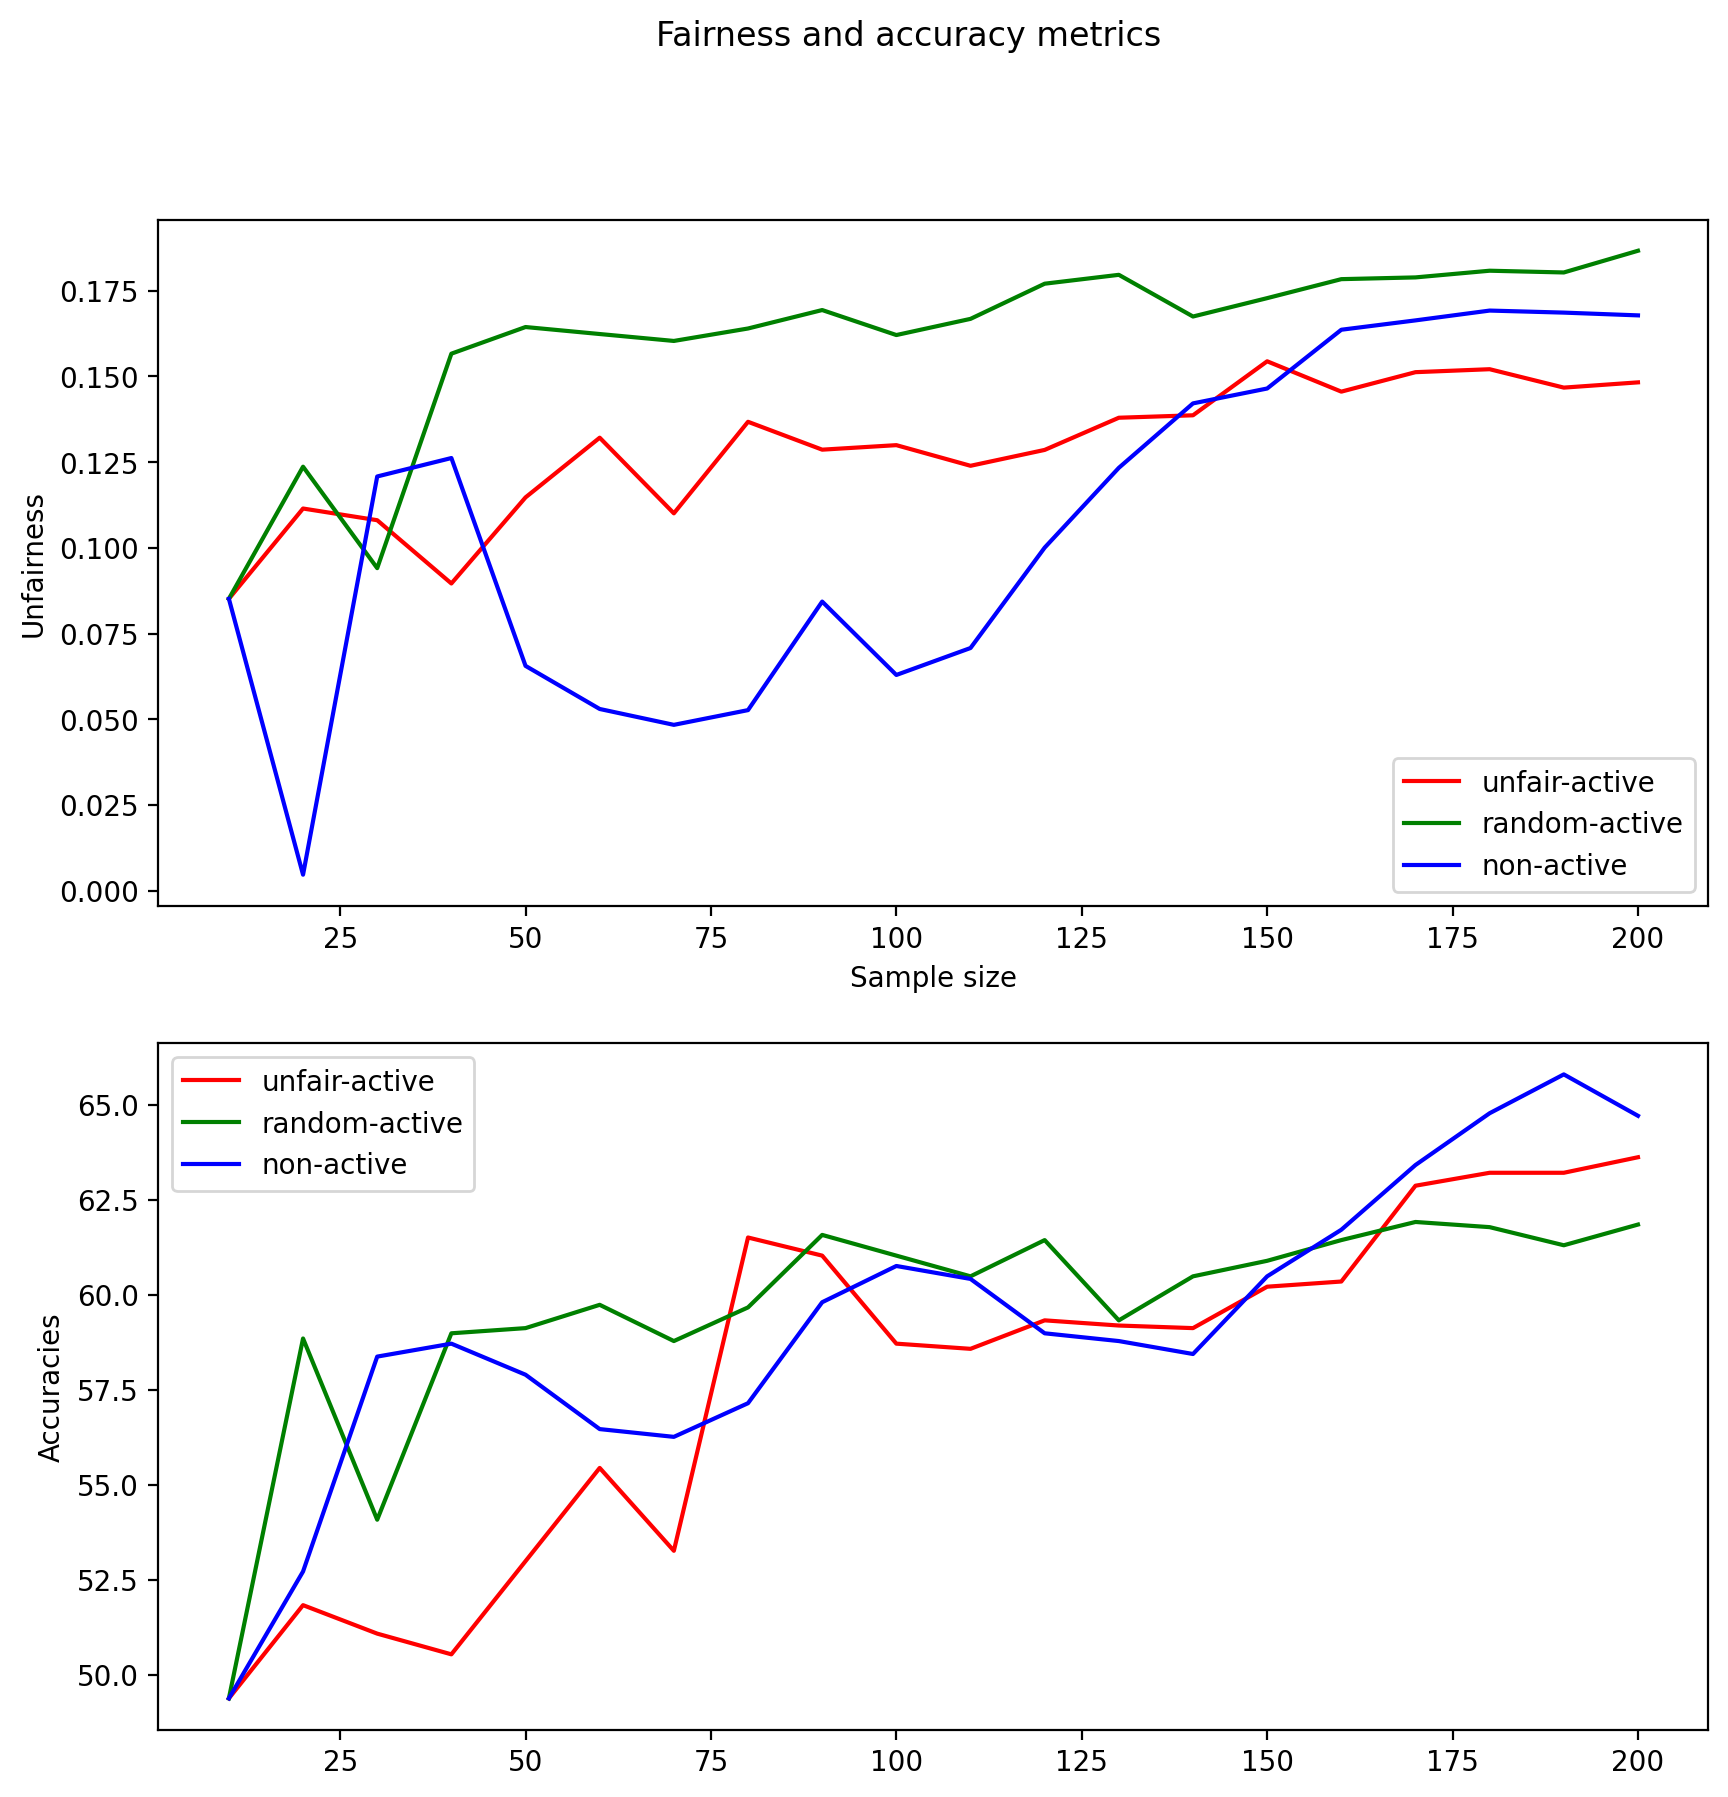 Fairness and accuracy metrics
0.175
0.150
0.125
0.100
0.075
0.050
0.025
0.000
Unfairness
unfair-active
random-active
non-active
25 50 75 100 125 150 175 200
Sample size
65.0
62.5
60.0
57.5
55.0
52.5
50.0
Accuracies
unfair-active
random-active
non-active
25 50 75 100 125 150 175 200